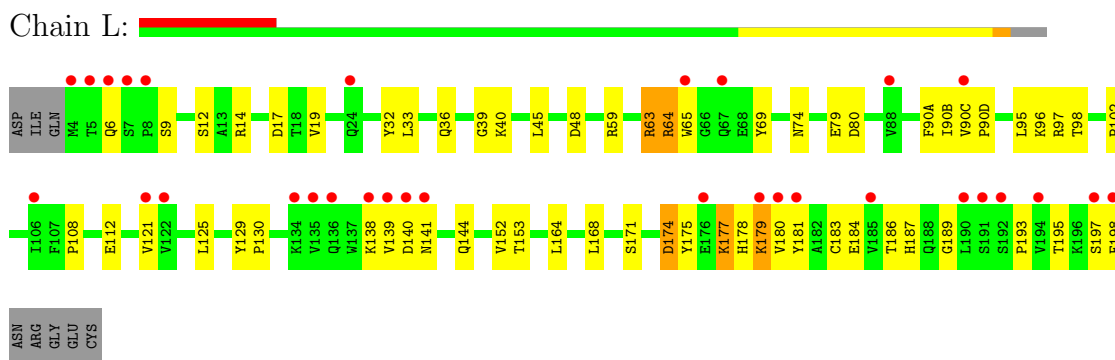 Chain L:
ASP ILE GLN M4 T5 Q6 S7 P8 S9 S12 A13 R14 D17 T18 V19 Q24 Y32 L33 Q36 G39 K40 L45 D48 R59 R63 R64 W65 G66 Q67 E68 Y69 N74 E79 D80 V88 F90A I90B V90C P90D L95 K96 R97 T98
I106 F107 P108 E112 V121 V122 L125 Y129 P130 K134 V135 Q136 W137 K138 V139 D140 N141 Q144 V152 T153 L164 L168 S171 D174 Y175 E176 K177 H178 K179 V180 Y181 A182 C183 E184 V185 T186 H187 Q188 G189 L190 S191 S192 P193 V194 T195 K196 S197
ASN ARG GLY GLU CYS